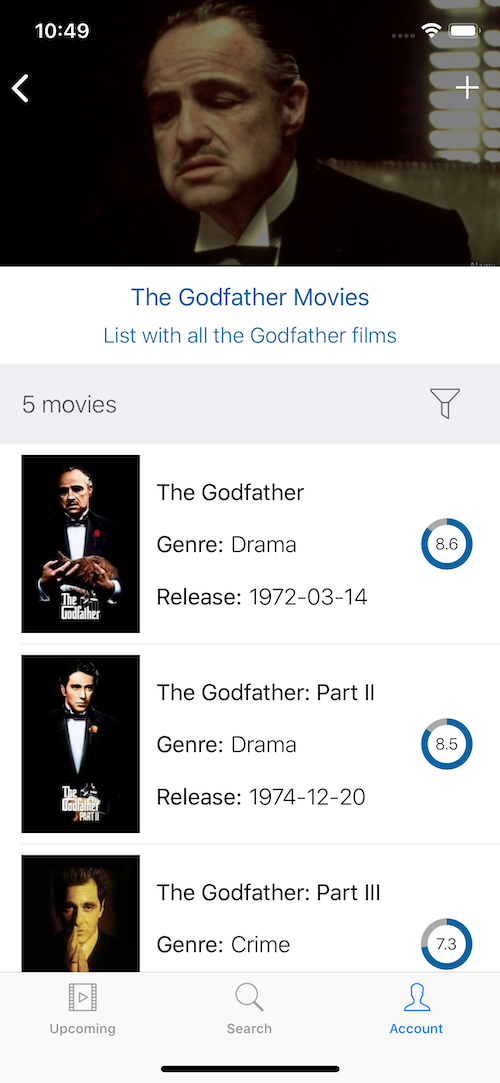 10:49
The Godfather Movies
List with all the Godfather films
5 movies
The Godfather
Genre: Drama
8.6
Release: 1972-03-14
The
Godfather
The Godfather: Part II
Genre: Drama
8.5
Release: 1974-12-20
The
Godfather
PART II
The Godfather: Part III
Genre: Crime
7.3
Upcoming
Search
Account